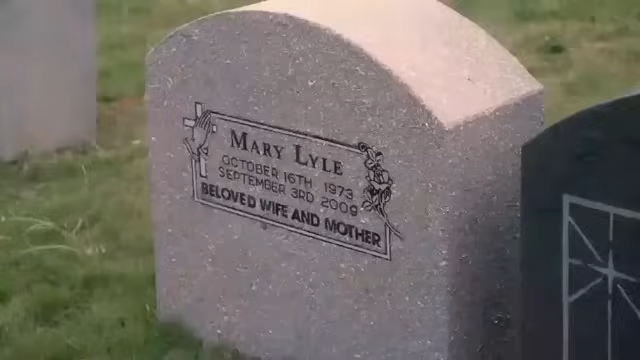 MARY LYLE
OCTOBER 16TH 1973
SEPTEMBER 3RD 2009
BELOVED WIFE AND MOTHER